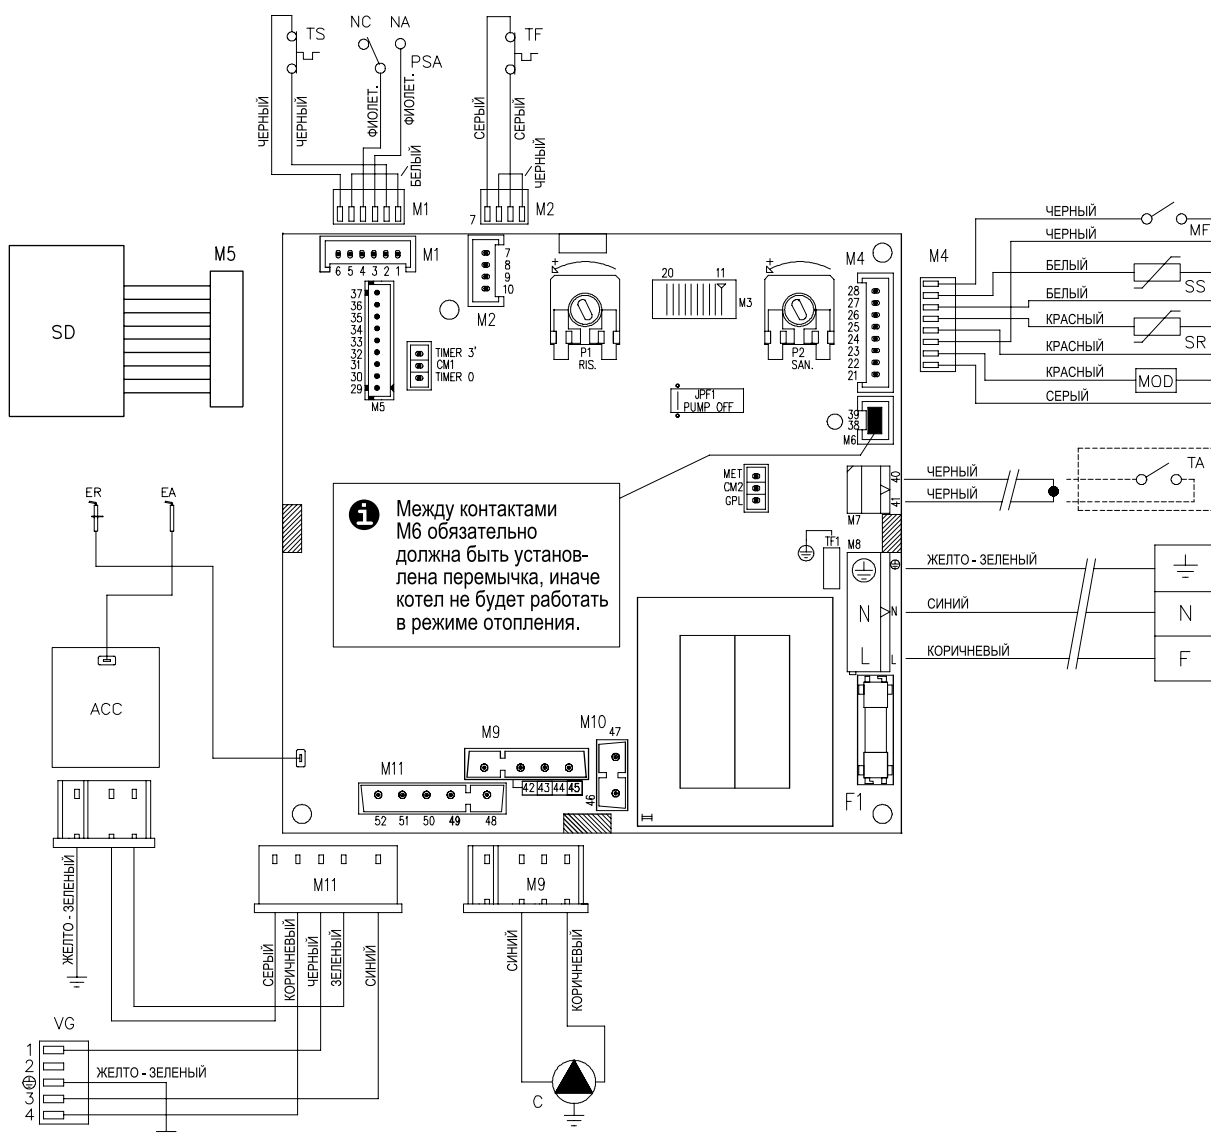 TS
NC
NA
TF
PSA
ЧЕРНЫЙ
ЧЕРНЫЙ
ФИОЛЕТ.
ФИОЛЕТ.
БЕЛЫЙ
СЕРЫЙ
СЕРЫЙ
ЧЕРНЫЙ
M1
7
M2
M5
SD
6 5 4 3 2 1
M1
7
8
9
10
M2
37
36
35
34
33
32
31
30
29
M5
TIMER 3'
CM1
TIMER 0
+
P1
RIS.
20
11
M3
+
P2
SAN.
JPF1
PUMP OFF
M4
28
27
26
25
24
23
22
21
39
38
M6
M4
ЧЕРНЫЙ
MF
ЧЕРНЫЙ
БЕЛЫЙ
SS
БЕЛЫЙ
КРАСНЫЙ
SR
КРАСНЫЙ
КРАСНЫЙ
MOD
СЕРЫЙ
MET
CM2
GPL
40
41
M7
ЧЕРНЫЙ
ЧЕРНЫЙ
TA
ER
EA
i
Между контактами
М6 обязательно
должна быть установ-
лена перемычка, иначе
котел не будет работать
в режиме отопления.
TF1
M8
N
N
L
L
ЖЕЛТО - ЗЕЛЕНЫЙ
СИНИЙ
N
КОРИЧНЕВЫЙ
F
ACC
F1
M9
42 43 44 45
M10
47
46
M11
52 51 50 49 48
M11
M9
ЖЕЛТО - ЗЕЛЕНЫЙ
СЕРЫЙ
КОРИЧНЕВЫЙ
ЧЕРНЫЙ
ЗЕЛЕНЫЙ
СИНИЙ
СИНИЙ
КОРИЧНЕВЫЙ
VG
1
2
3
4
ЖЕЛТО - ЗЕЛЕНЫЙ
C